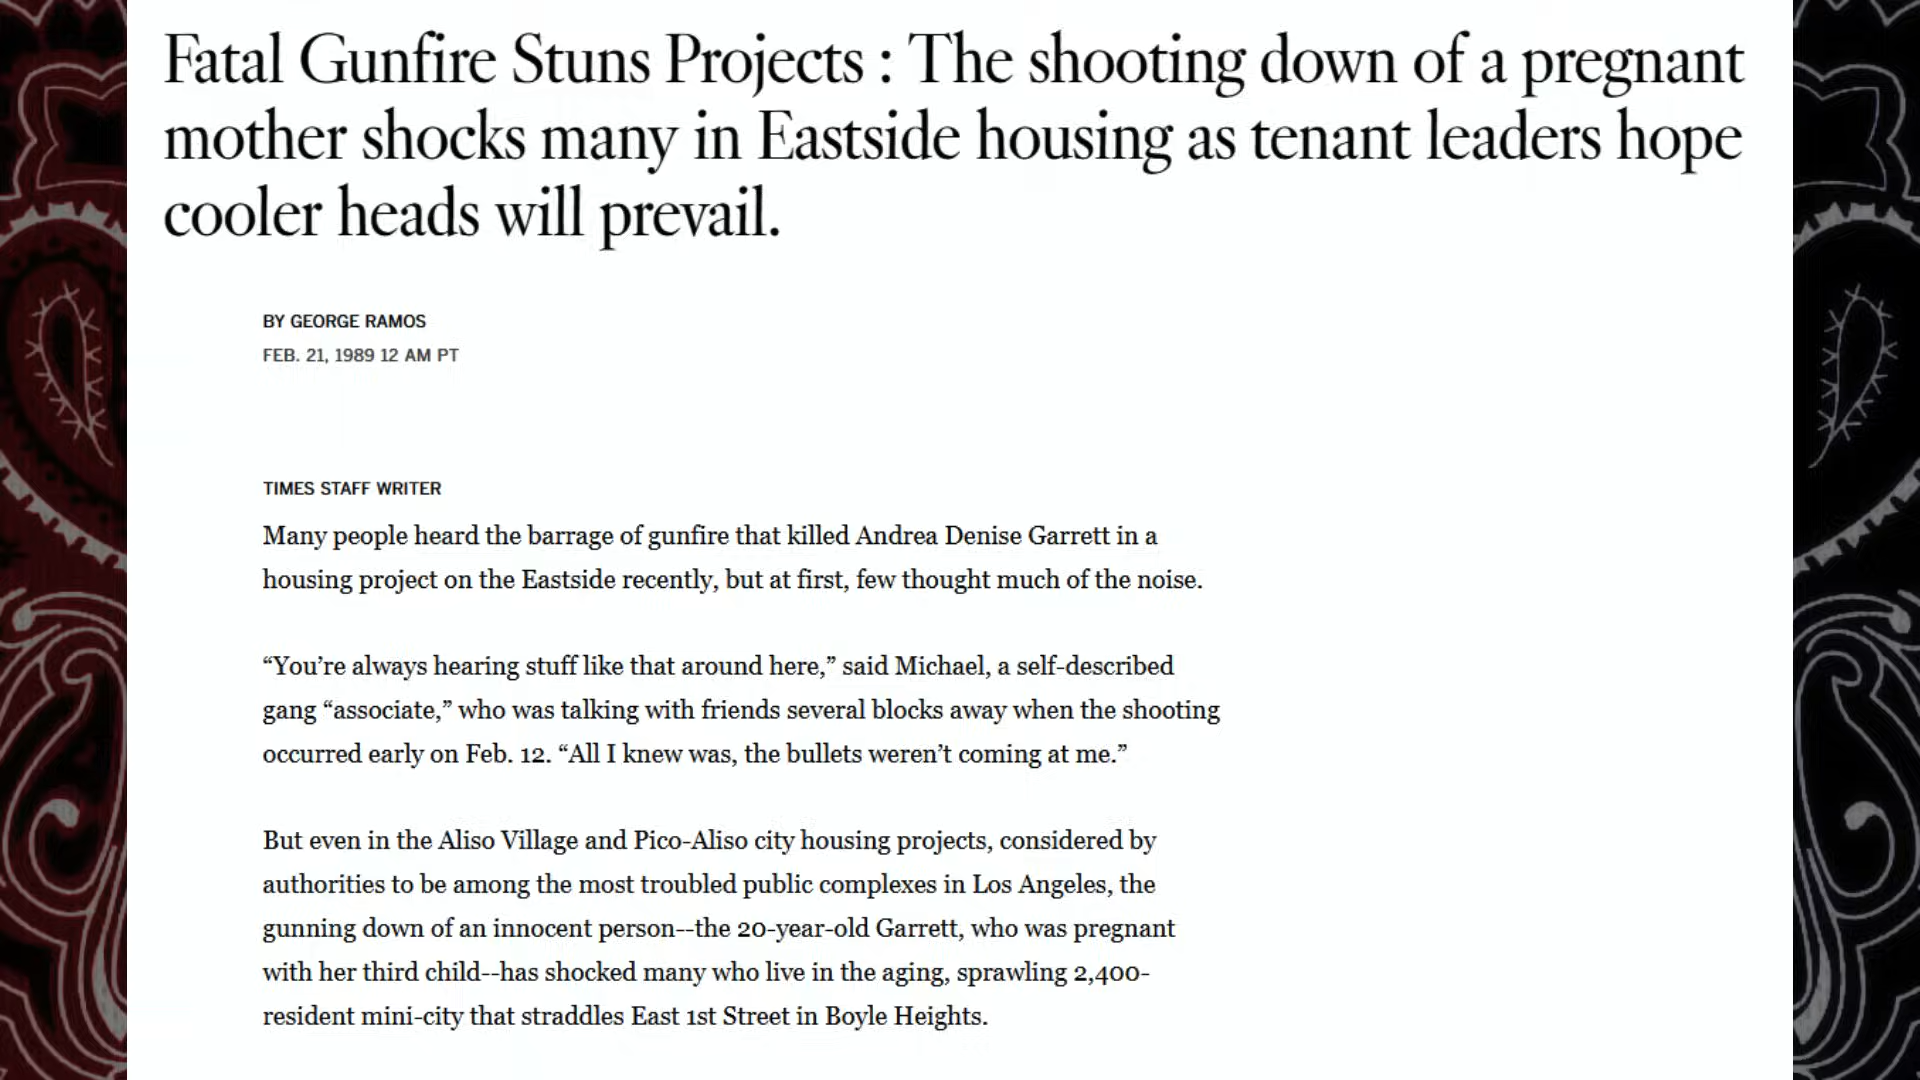 Fatal Gunfire Stuns Projects : The shooting down of a pregnant
mother shocks many in Eastside housing as tenant leaders hope
cooler heads will prevail.
BY GEORGE RAMOS
FEB. 21, 1989 12 AM PT
TIMES STAFF WRITER
Many people heard the barrage of gunfire that killed Andrea Denise Garrett in a
housing project on the Eastside recently, but at first, few thought much of the noise.
“You’re always hearing stuff like that around here,” said Michael, a self-described
gang “associate,” who was talking with friends several blocks away when the shooting
occurred early on Feb. 12. “All I knew was, the bullets weren’t coming at me.”
But even in the Aliso Village and Pico-Aliso city housing projects, considered by
authorities to be among the most troubled public complexes in Los Angeles, the
gunning down of an innocent person--the 20-year-old Garrett, who was pregnant
with her third child--has shocked many who live in the aging, sprawling 2,400-
resident mini-city that straddles East 1st Street in Boyle Heights.